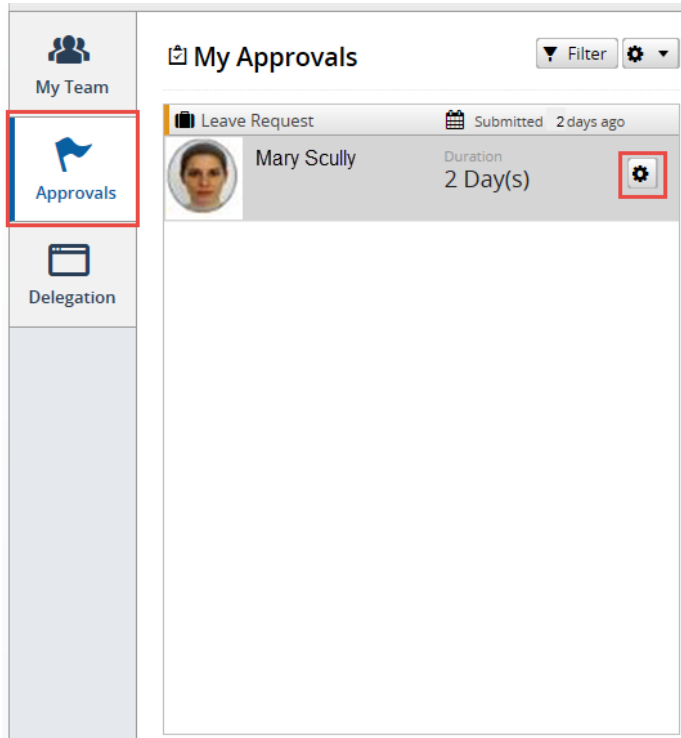 My Team
Approvals
Delegation
My Approvals
Filter
Leave Request
Submitted 2 days ago
Mary Scully
Duration
2 Day(s)